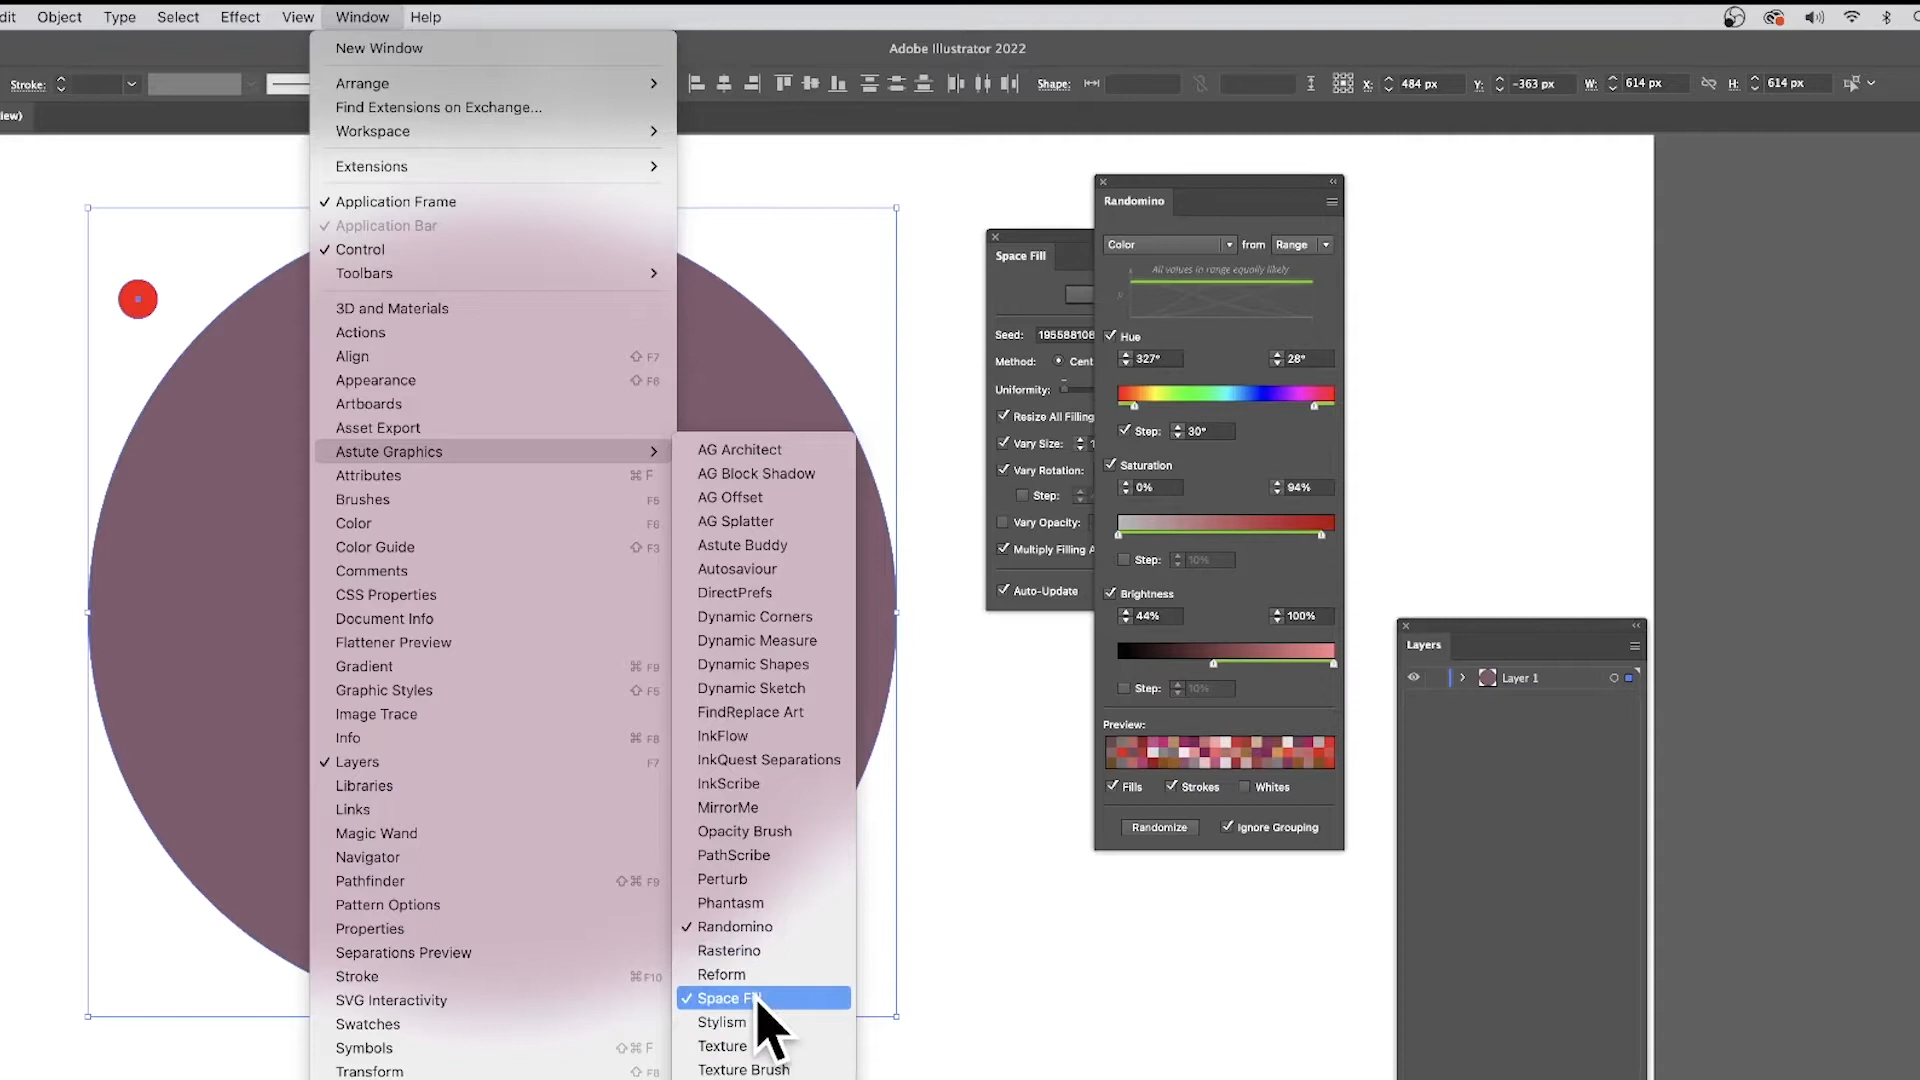 dit Object Type Select Effect View Window Help
Adobe Illustrator 2022
Stroke:
Shape: X: 484 px Y: -363 px W: 614 px H: 614 px
iew)
New Window
Arrange
Find Extensions on Exchange...
Workspace
Extensions
✓ Application Frame
✓ Application Bar
✓ Control
Toolbars
3D and Materials
Actions
Align ⇧ F7
Appearance ⇧ F6
Artboards
Asset Export
Astute Graphics
Attributes ⌘ F
Brushes F5
Color F6
Color Guide ⇧ F3
Comments
CSS Properties
Document Info
Flattener Preview
Gradient ⌘ F9
Graphic Styles ⇧ F5
Image Trace
Info ⌘ F8
✓ Layers F7
Libraries
Links
Magic Wand
Navigator
Pathfinder ⇧⌘ F9
Pattern Options
Properties
Separations Preview
Stroke ⌘F10
SVG Interactivity
Swatches
Symbols ⇧⌘ F
Transform ⇧ F8
AG Architect
AG Block Shadow
AG Offset
AG Splatter
Astute Buddy
Autosaviour
DirectPrefs
Dynamic Corners
Dynamic Measure
Dynamic Shapes
Dynamic Sketch
FindReplace Art
InkFlow
InkQuest Separations
InkScribe
MirrorMe
Opacity Brush
PathScribe
Perturb
Phantasm
✓ Randomino
Rasterino
Reform
✓ Space
Stylism
Texture
Texture Brush
Space Fill
Seed: 195588108
Method: Cent
Uniformity:
Resize All Filling
Vary Size: 1
Vary Rotation:
Step:
Vary Opacity:
Multiply Filling A
Auto-Update
Randomino
Color from Range
All values in range equally likely
Hue
327° 28°
Step: 30°
Saturation
0% 94%
Step: 10%
Brightness
44% 100%
Step: 10%
Preview:
Fills Strokes Whites
Randomize Ignore Grouping
Layers
Layer 1